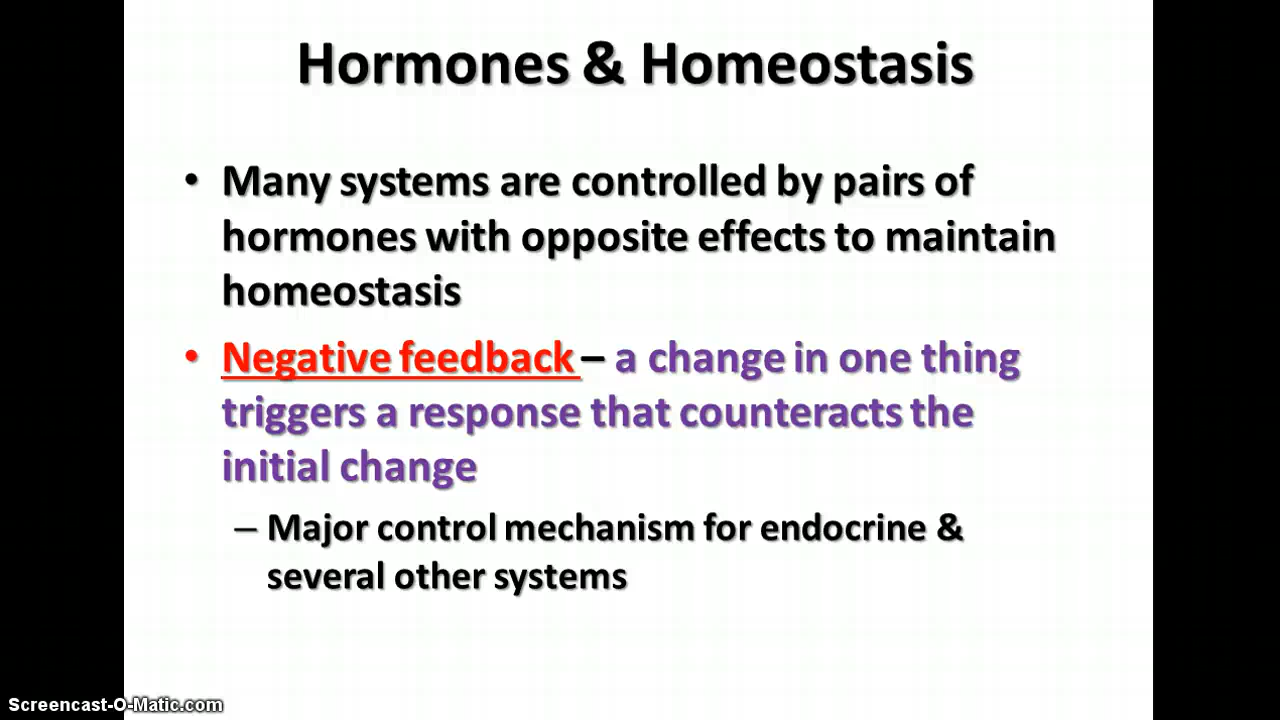 Hormones & Homeostasis
• Many systems are controlled by pairs of
hormones with opposite effects to maintain
homeostasis
• Negative feedback – a change in one thing
triggers a response that counteracts the
initial change
– Major control mechanism for endocrine &
several other systems
Screencast-O-Matic.com